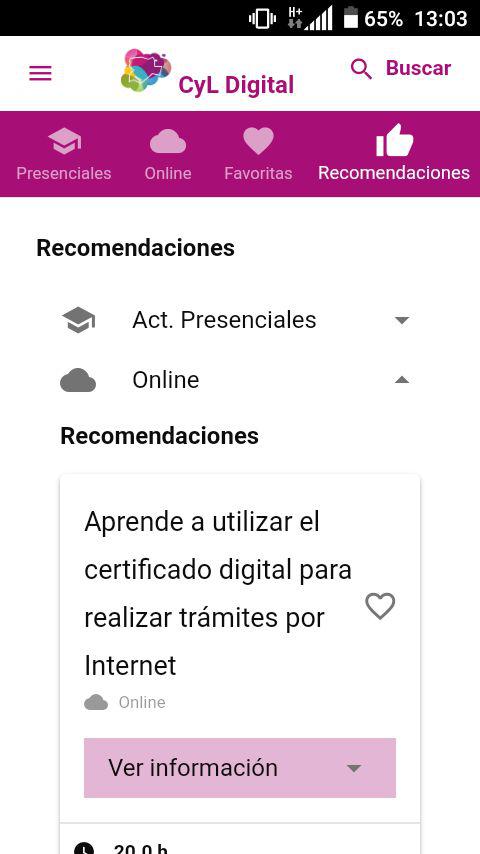 H+ 65% 13:03
CyL Digital
Buscar
Presenciales Online Favoritas Recomendaciones
Recomendaciones
Act. Presenciales
Online
Recomendaciones
Aprende a utilizar el
certificado digital para
realizar trámites por
Internet
Online
Ver información
20.0 h